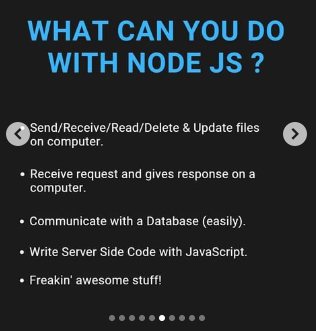 WHAT CAN YOU DO
WITH NODE JS ?
• Send/Receive/Read/Delete & Update files
on computer.
• Receive request and gives response on a
computer.
• Communicate with a Database (easily).
• Write Server Side Code with JavaScript.
• Freakin' awesome stuff!